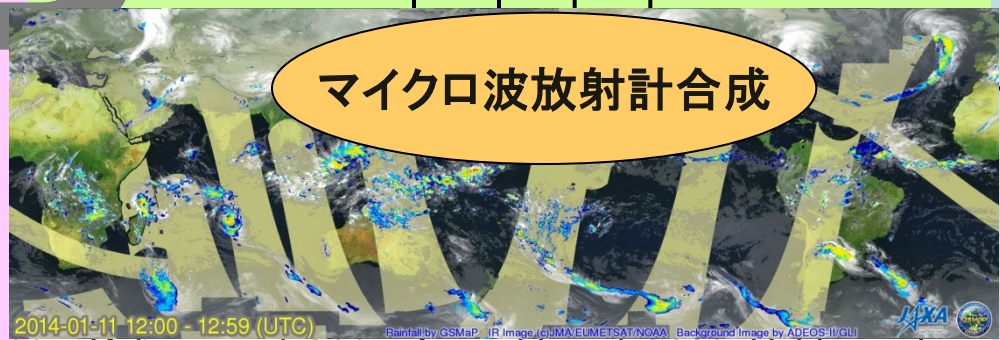 マイクロ波放射計合成
2014-01-11 12:00 - 12:59 (UTC)
Rainfall by GSMaP IR Image (c)JMA/EUMETSAT/NOAA Background Image by ADEOS-II/GLI
JAXA
GSMaP